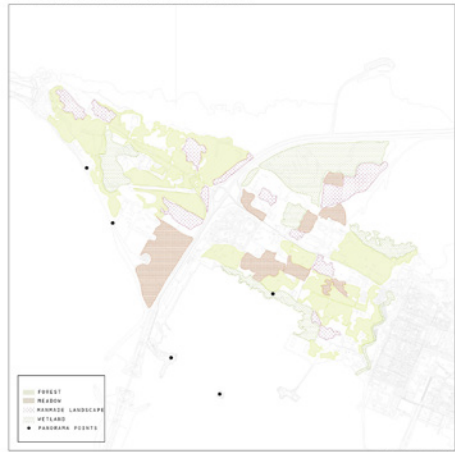 FOREST
MEADOW
MANMADE LANDSCAPE
WETLAND
PANORAMA POINTS